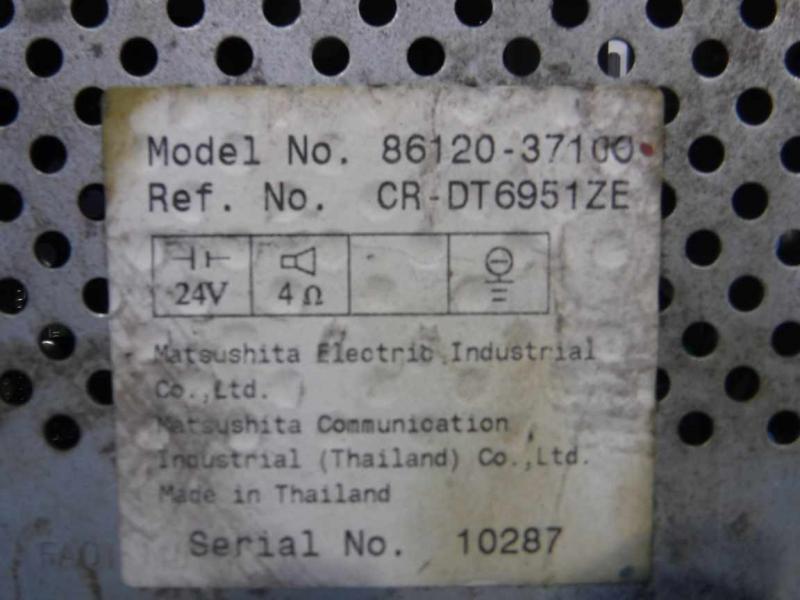 Model No. 86120-37100
Ref. No. CR-DT6951ZE
24V 4Ω
Matsushita Electric Industrial
Co.,Ltd.
Matsushita Communication
Industrial (Thailand) Co.,Ltd.
Made in Thailand
Serial No. 10287